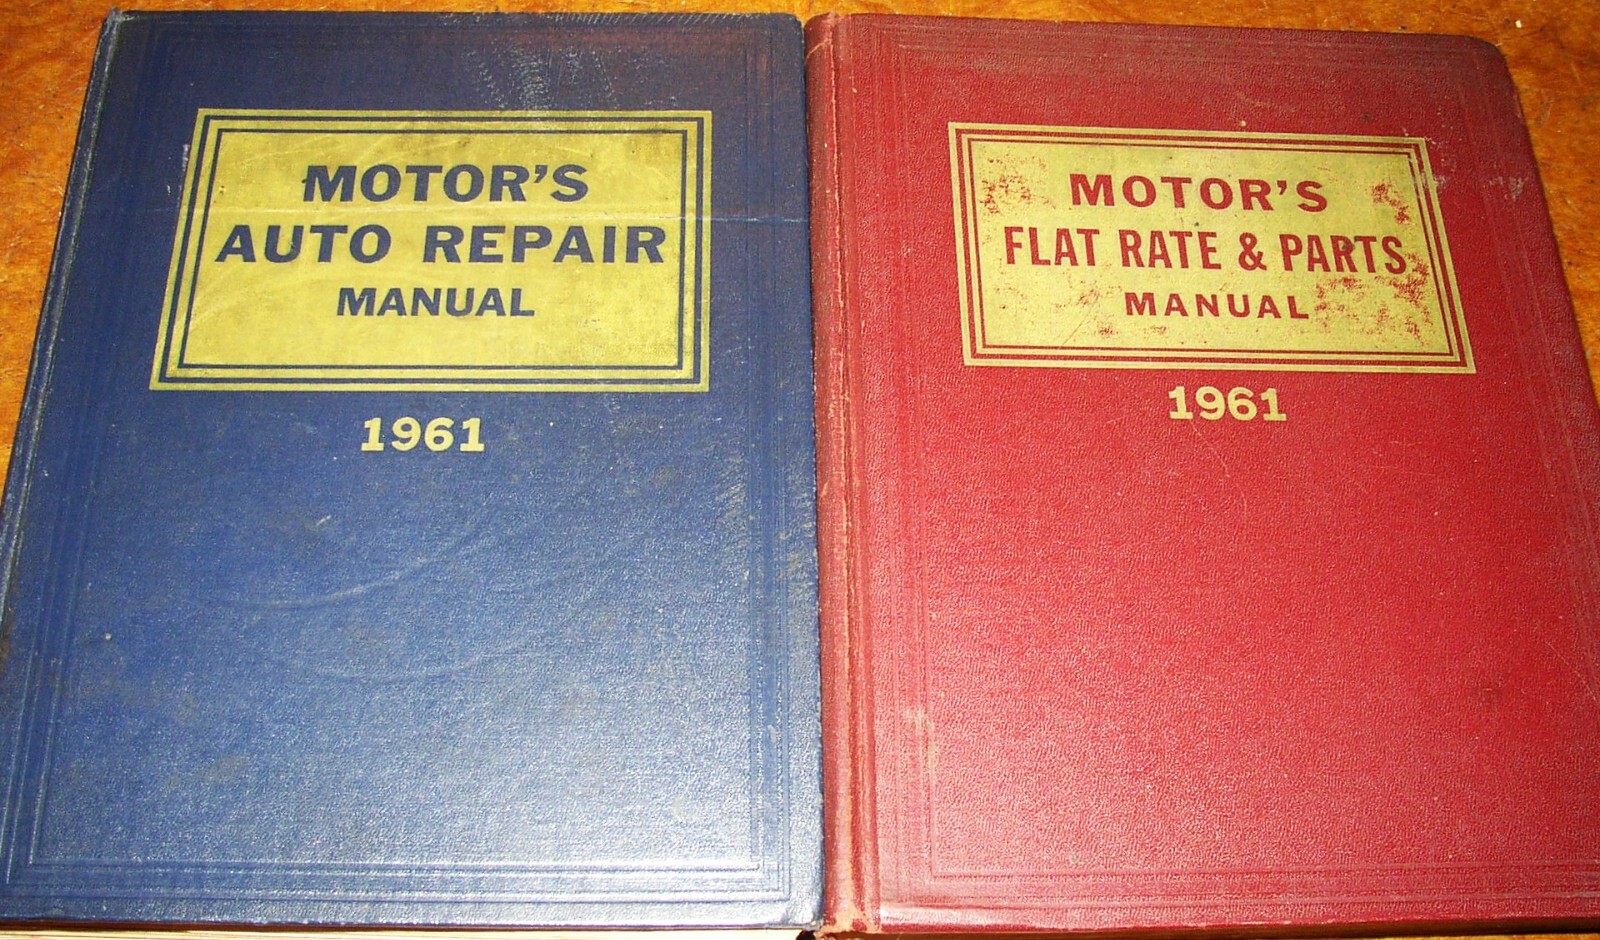 MOTOR'S
AUTO REPAIR
MANUAL
1961
MOTOR'S
FLAT RATE & PARTS
MANUAL
1961